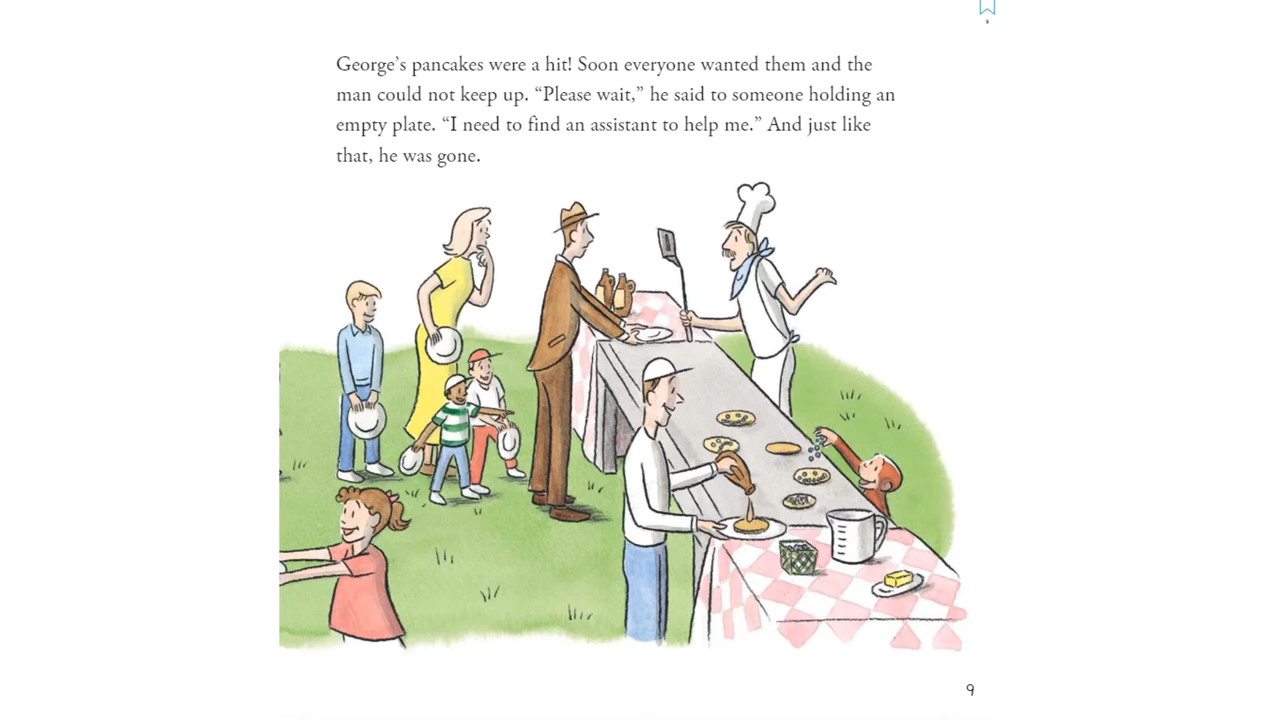 George’s pancakes were a hit! Soon everyone wanted them and the
man could not keep up. “Please wait,” he said to someone holding an
empty plate. “I need to find an assistant to help me.” And just like
that, he was gone.
9